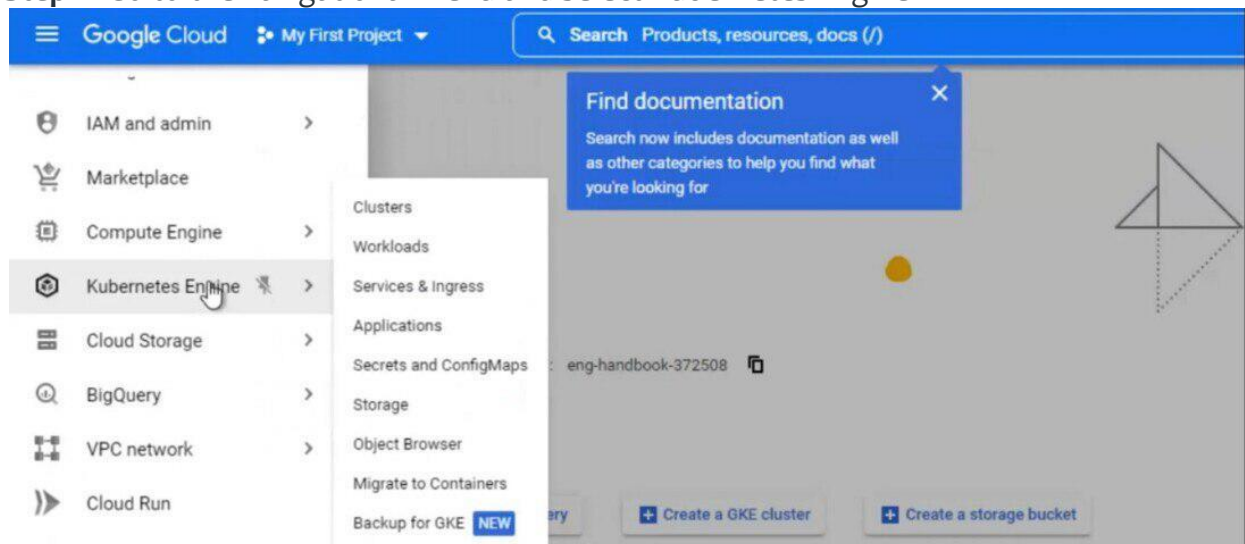 Google Cloud My First Project Search Products, resources, docs (/)
Find documentation
Search now includes documentation as well
as other categories to help you find what
you're looking for
IAM and admin
Marketplace
Compute Engine
Kubernetes Engine
Cloud Storage
BigQuery
VPC network
Cloud Run
Clusters
Workloads
Services & Ingress
Applications
Secrets and ConfigMaps
Storage
Object Browser
Migrate to Containers
Backup for GKE NEW
: eng-handbook-372508
ery
Create a GKE cluster
Create a storage bucket